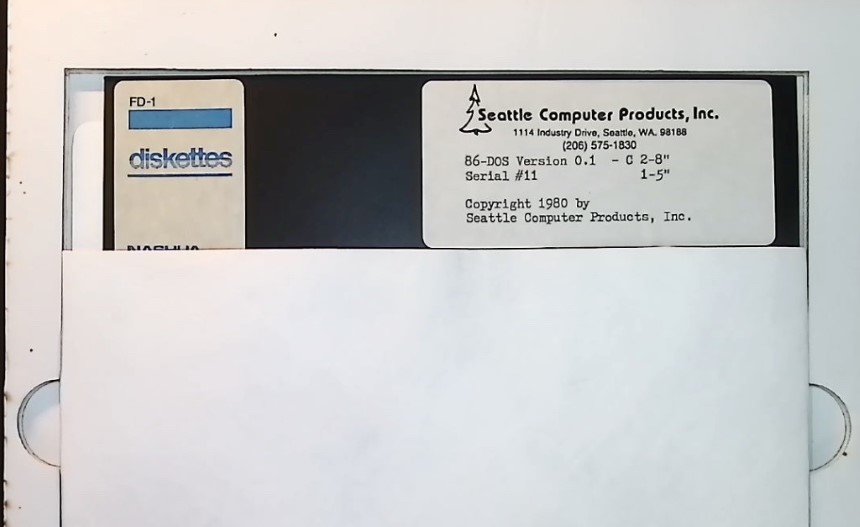 FD-1
diskettes
NASHUA
Seattle Computer Products, Inc.
1114 Industry Drive, Seattle, WA. 98188
(206) 575-1830
86-DOS Version 0.1 - C 2-8"
Serial #11 1-5"
Copyright 1980 by
Seattle Computer Products, Inc.